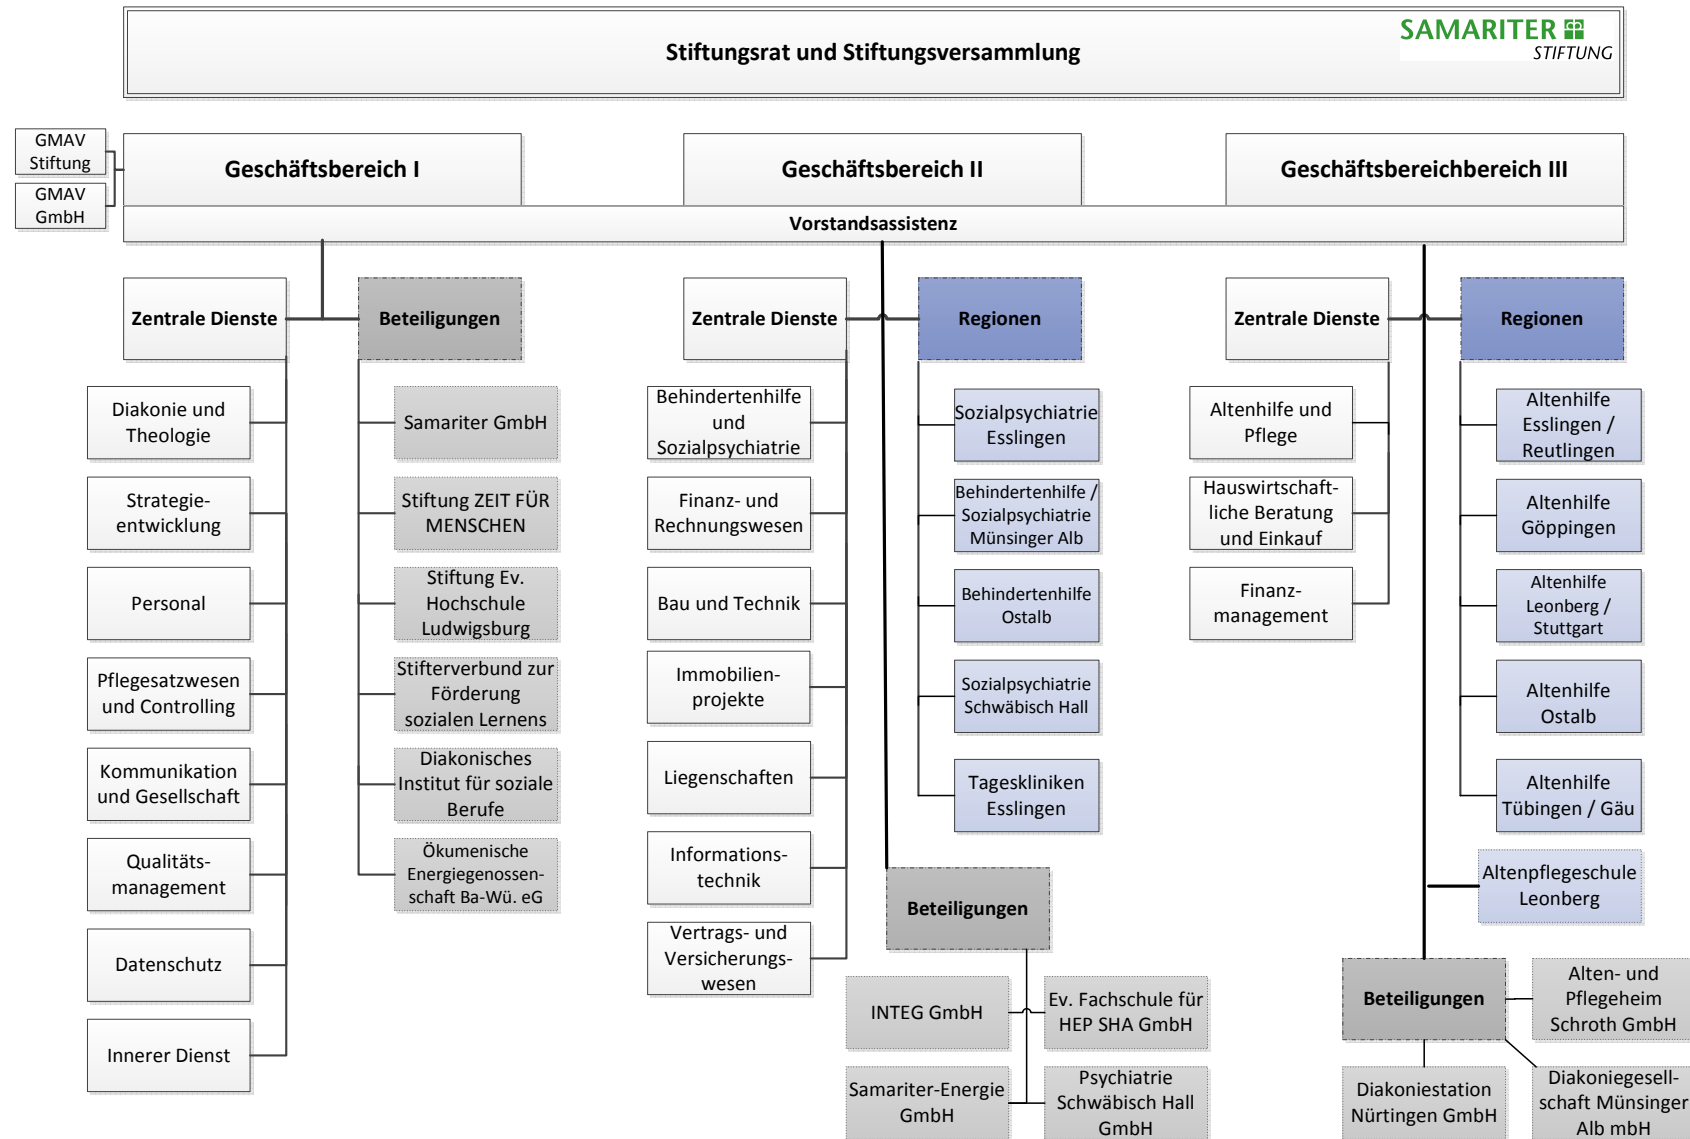 Stiftungsrat und Stiftungsversammlung
SAMARITER
STIFTUNG
GMAV
Stiftung
GMAV
GmbH
Geschäftsbereich I
Geschäftsbereich II
Geschäftsbereichbereich III
Vorstandsassistenz
Zentrale Dienste
Beteiligungen
Diakonie und
Theologie
Strategie-
entwicklung
Personal
Pflegesatzwesen
und Controlling
Kommunikation
und Gesellschaft
Qualitäts-
management
Datenschutz
Innerer Dienst
Samariter GmbH
Stiftung ZEIT FÜR
MENSCHEN
Stiftung Ev.
Hochschule
Ludwigsburg
Stifterverbund zur
Förderung
sozialen Lernens
Diakonisches
Institut für soziale
Berufe
Ökumenische
Energiegenossen-
schaft Ba-Wü. eG
Zentrale Dienste
Regionen
Behindertenhilfe
und
Sozialpsychiatrie
Finanz- und
Rechnungswesen
Bau und Technik
Immobilien-
projekte
Liegenschaften
Informations-
technik
Vertrags- und
Versicherungs-
wesen
Sozialpsychiatrie
Esslingen
Behindertenhilfe /
Sozialpsychiatrie
Münsinger Alb
Behindertenhilfe
Ostalb
Sozialpsychiatrie
Schwäbisch Hall
Tageskliniken
Esslingen
Beteiligungen
INTEG GmbH
Ev. Fachschule für
HEP SHA GmbH
Samariter-Energie
GmbH
Psychiatrie
Schwäbisch Hall
GmbH
Zentrale Dienste
Regionen
Altenhilfe und
Pflege
Hauswirtschaft-
liche Beratung
und Einkauf
Finanz-
management
Altenhilfe
Esslingen /
Reutlingen
Altenhilfe
Göppingen
Altenhilfe
Leonberg /
Stuttgart
Altenhilfe
Ostalb
Altenhilfe
Tübingen / Gäu
Altenpflegeschule
Leonberg
Beteiligungen
Alten- und
Pflegeheim
Schroth GmbH
Diakoniestation
Nürtingen GmbH
Diakoniegesell-
schaft Münsinger
Alb mbH